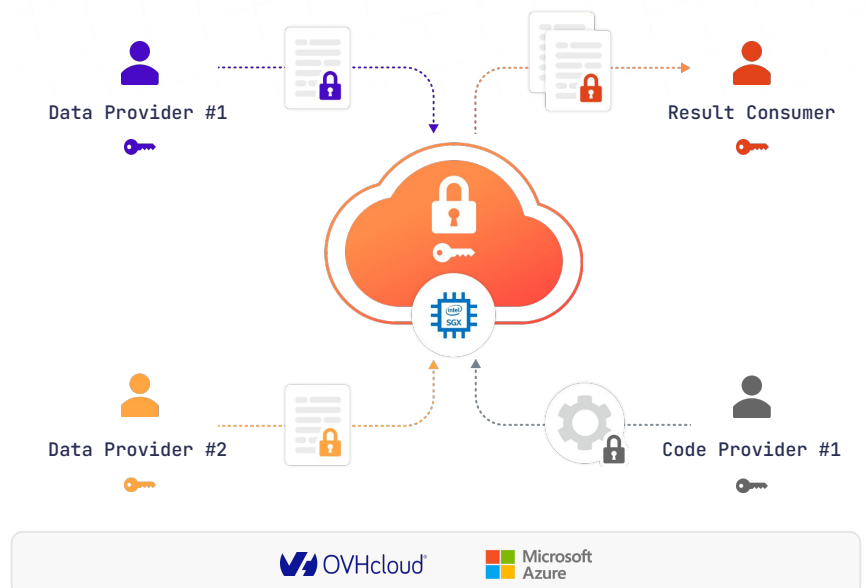 Data Provider #1
Result Consumer
intel
SGX
Data Provider #2
Code Provider #1
OVHcloud
Microsoft
Azure